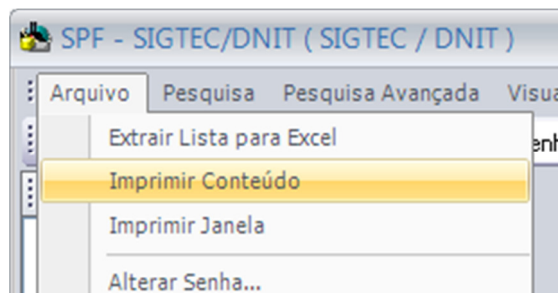 SPF - SIGTEC/DNIT ( SIGTEC / DNIT )
Arquivo Pesquisa Pesquisa Avançada
Extrair Lista para Excel
Imprimir Conteúdo
Imprimir Janela
Alterar Senha...